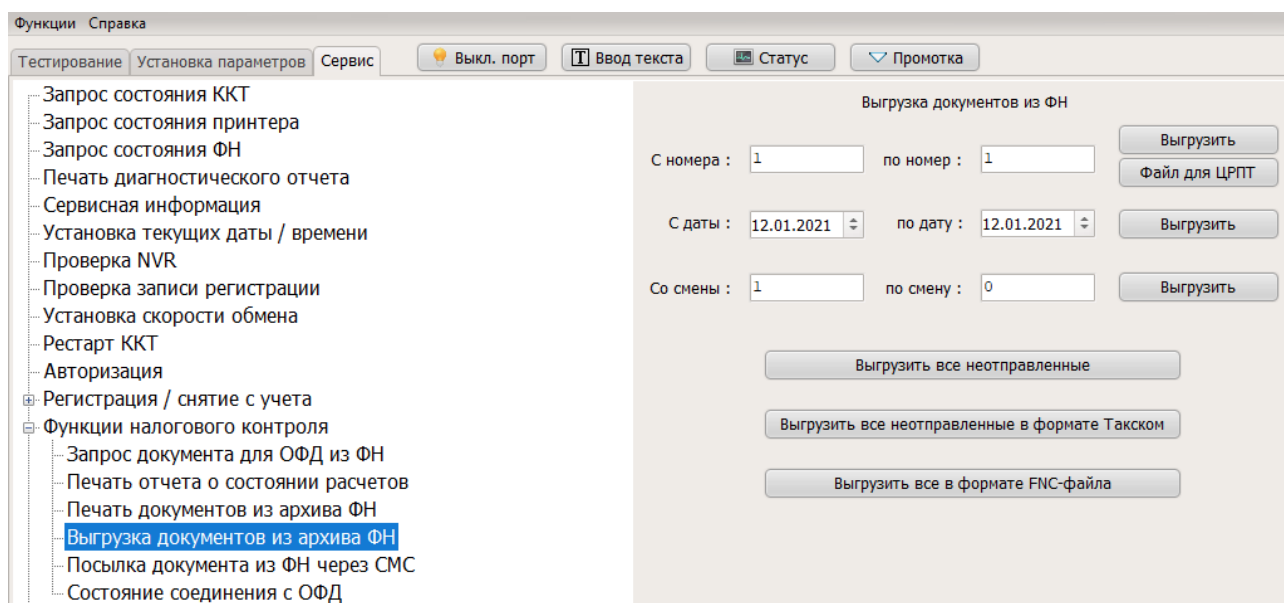 Функции Справка
Тестирование Установка параметров Сервис Выкл. порт Ввод текста Статус Промотка
Запрос состояния ККТ
Запрос состояния принтера
Запрос состояния ФН
Печать диагностического отчета
Сервисная информация
Установка текущих даты / времени
Проверка NVR
Проверка записи регистрации
Установка скорости обмена
Рестарт ККТ
Авторизация
Регистрация / снятие с учета
Функции налогового контроля
Запрос документа для ОФД из ФН
Печать отчета о состоянии расчетов
Печать документов из архива ФН
Выгрузка документов из архива ФН
Посылка документа из ФН через СМС
Состояние соединения с ОФД
Выгрузка документов из ФН
С номера : 1 по номер : 1 Выгрузить
Файл для ЦРПТ
С даты : 12.01.2021 по дату : 12.01.2021 Выгрузить
Со смены : 1 по смену : 0 Выгрузить
Выгрузить все неотправленные
Выгрузить все неотправленные в формате Такском
Выгрузить все в формате FNC-файла